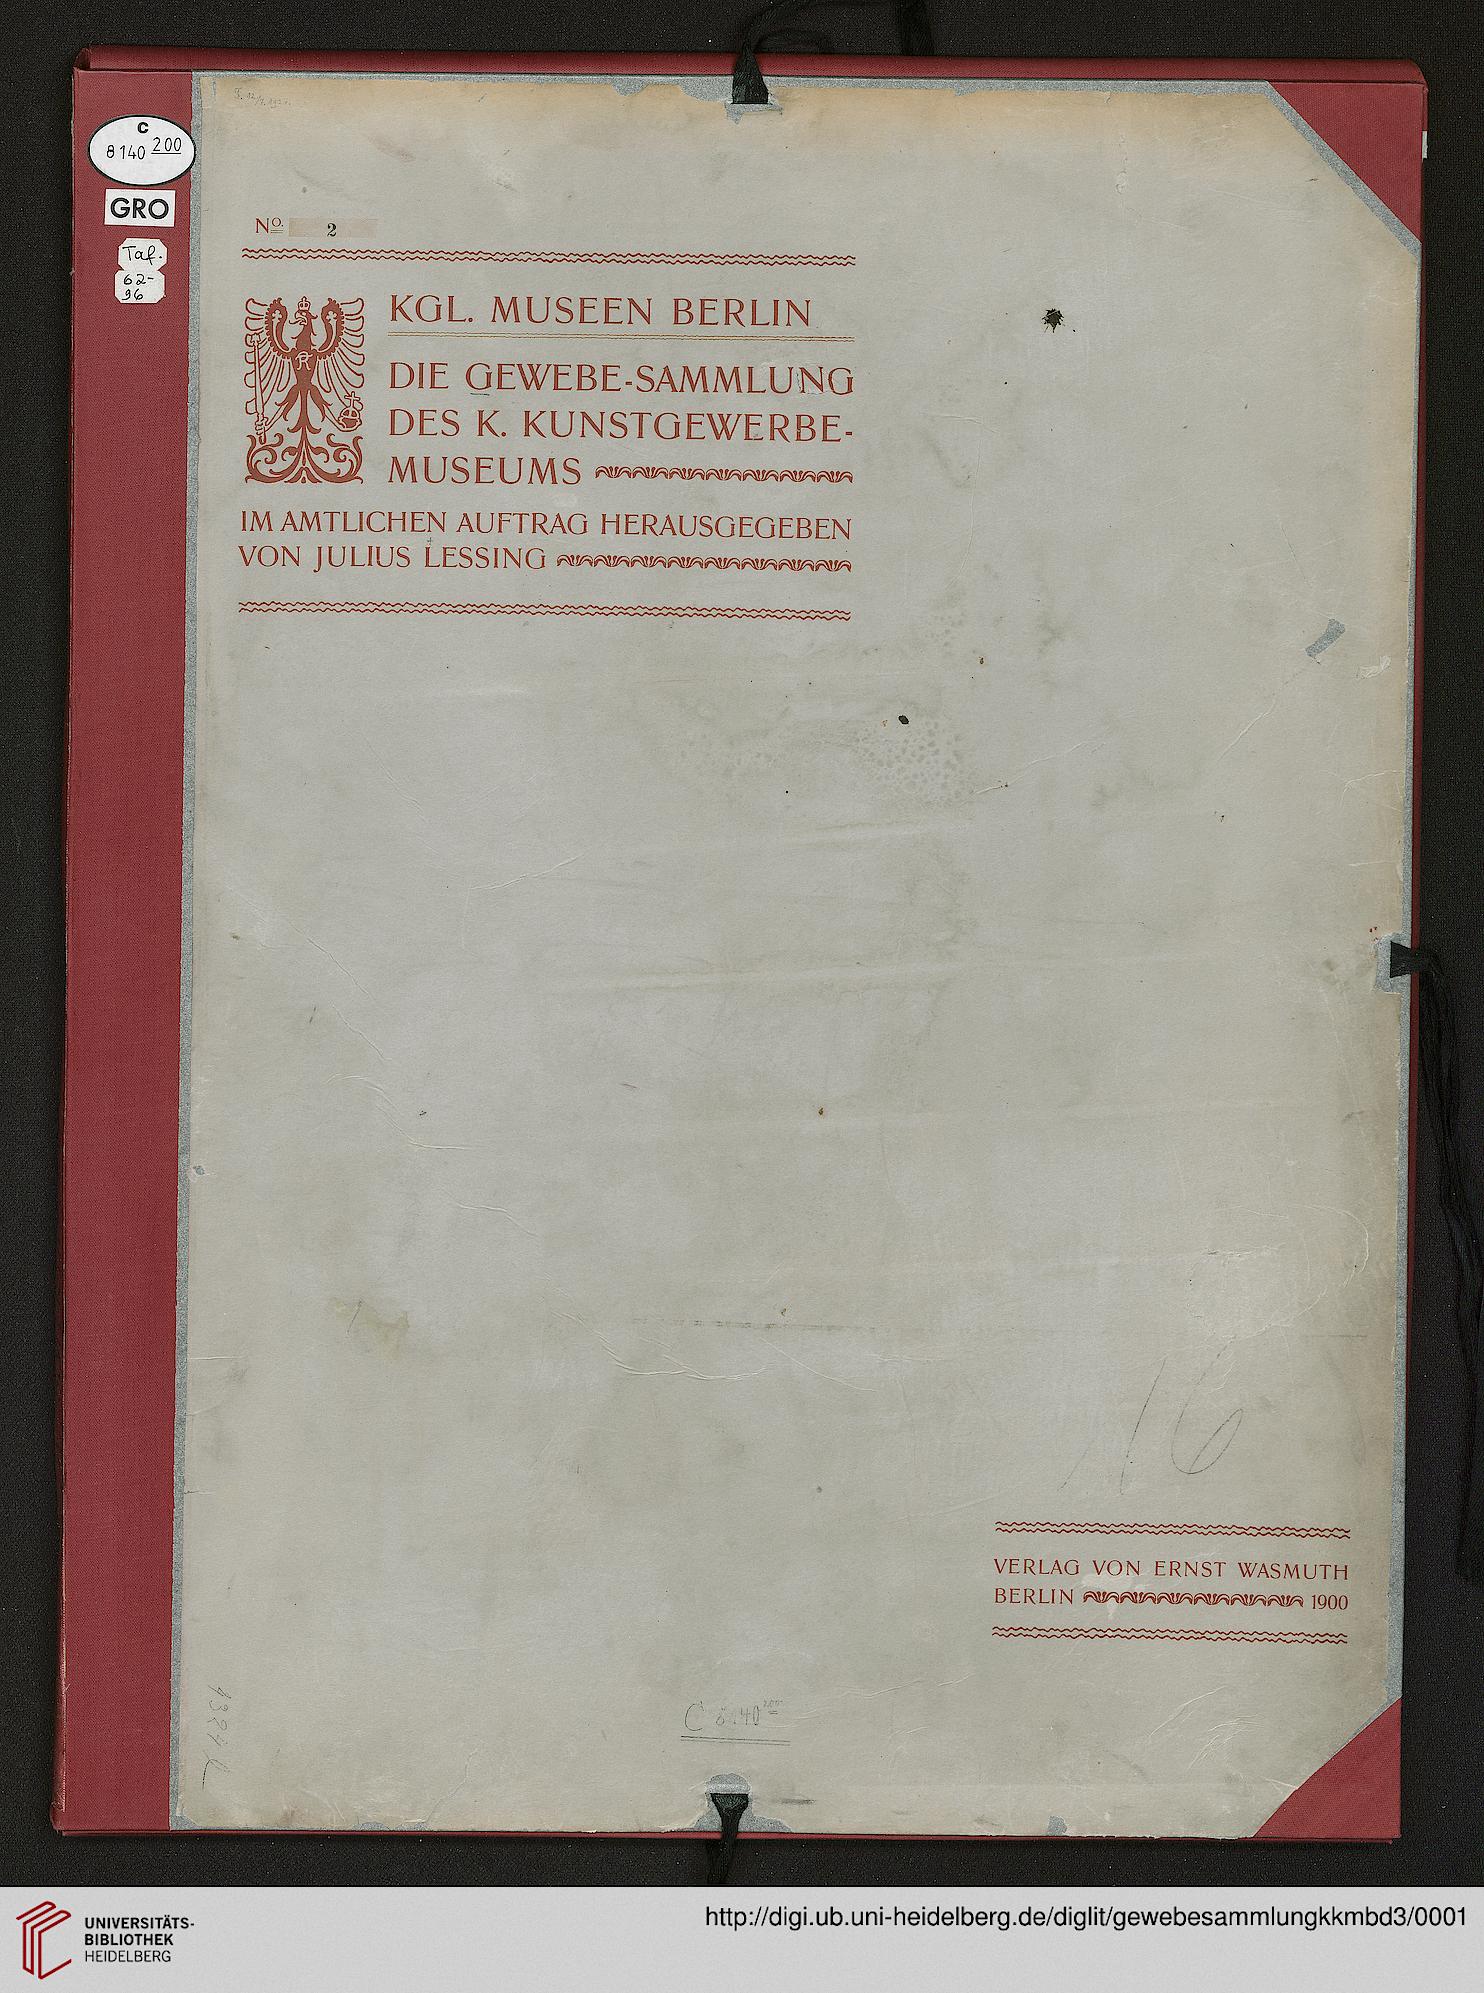 C
8140 200
GRO
Taf.
62-
96
Nº. 2
KGL. MUSEEN BERLIN
DIE GEWEBE-SAMMLUNG
DES K. KUNSTGEWERBE-
MUSEUMS
IM AMTLICHEN AUFTRAG HERAUSGEGEBEN
VON JULIUS LESSING
16
VERLAG VON ERNST WASMUTH
BERLIN 1900
C 8140 200
UNIVERSITÄTS-
BIBLIOTHEK
HEIDELBERG
http://digi.ub.uni-heidelberg.de/diglit/gewebesammlungkkmbd3/0001